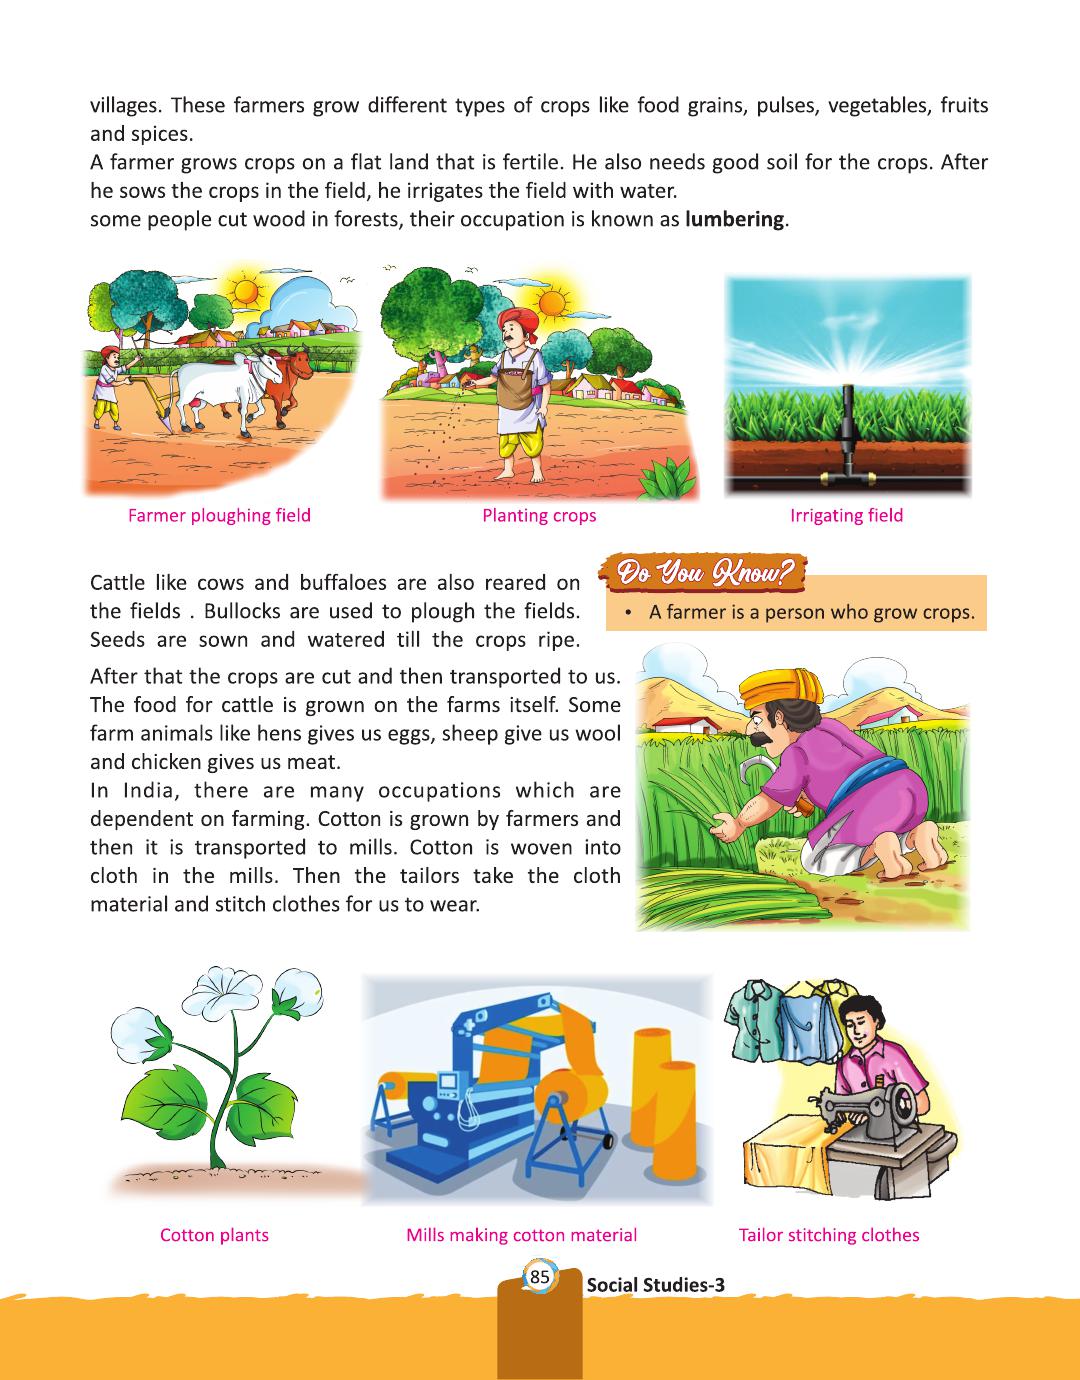 villages. These farmers grow different types of crops like food grains, pulses, vegetables, fruits
and spices.
A farmer grows crops on a flat land that is fertile. He also needs good soil for the crops. After
he sows the crops in the field, he irrigates the field with water.
some people cut wood in forests, their occupation is known as lumbering.
Farmer ploughing field
Planting crops
Irrigating field
Cattle like cows and buffaloes are also reared on
the fields . Bullocks are used to plough the fields.
Seeds are sown and watered till the crops ripe.
Do You Know?
• A farmer is a person who grow crops.
After that the crops are cut and then transported to us.
The food for cattle is grown on the farms itself. Some
farm animals like hens gives us eggs, sheep give us wool
and chicken gives us meat.
In India, there are many occupations which are
dependent on farming. Cotton is grown by farmers and
then it is transported to mills. Cotton is woven into
cloth in the mills. Then the tailors take the cloth
material and stitch clothes for us to wear.
Cotton plants
Mills making cotton material
Tailor stitching clothes
85
Social Studies-3